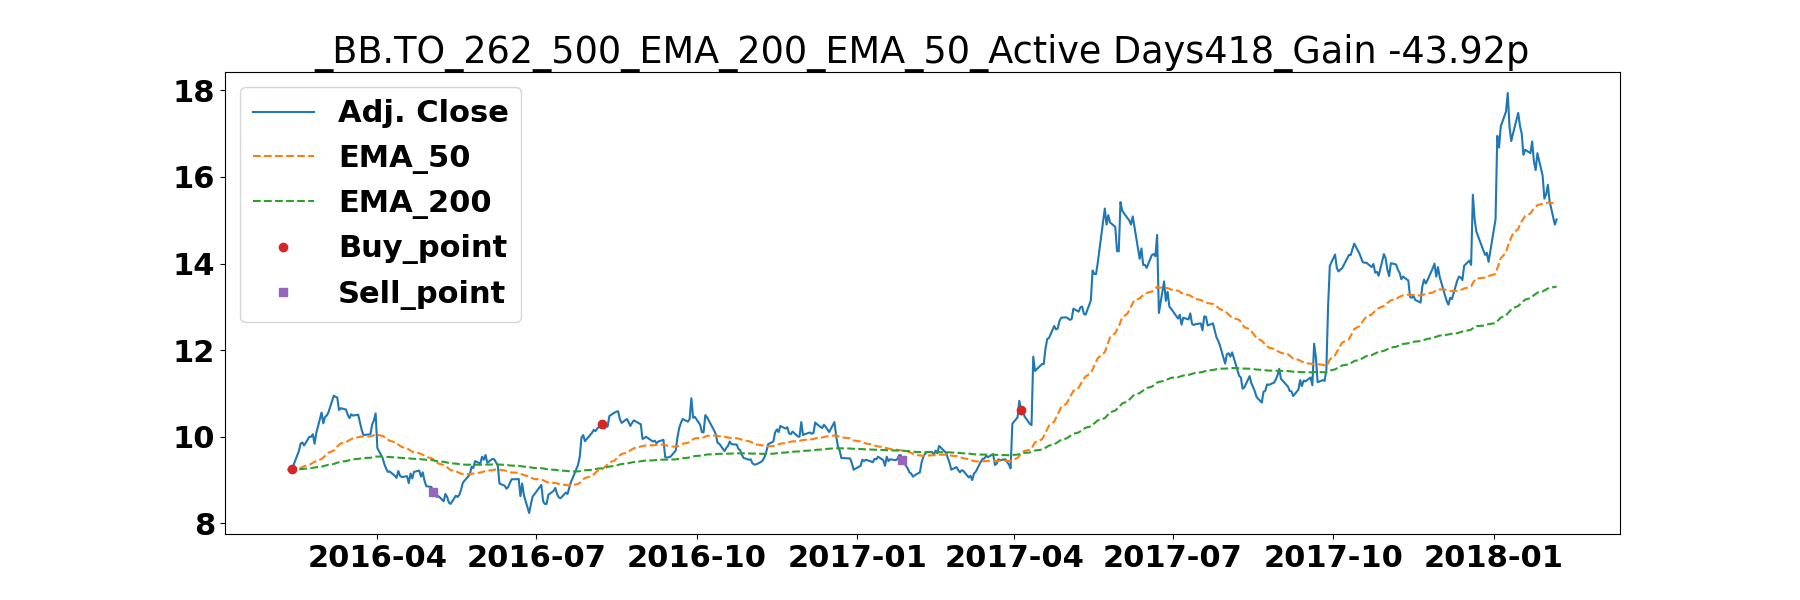 _BB.TO_262_500_EMA_200_EMA_50_Active Days418_Gain -43.92p
18
16
14
12
10
8
Adj. Close
EMA_50
EMA_200
Buy_point
Sell_point
2016-04 2016-07 2016-10 2017-01 2017-04 2017-07 2017-10 2018-01